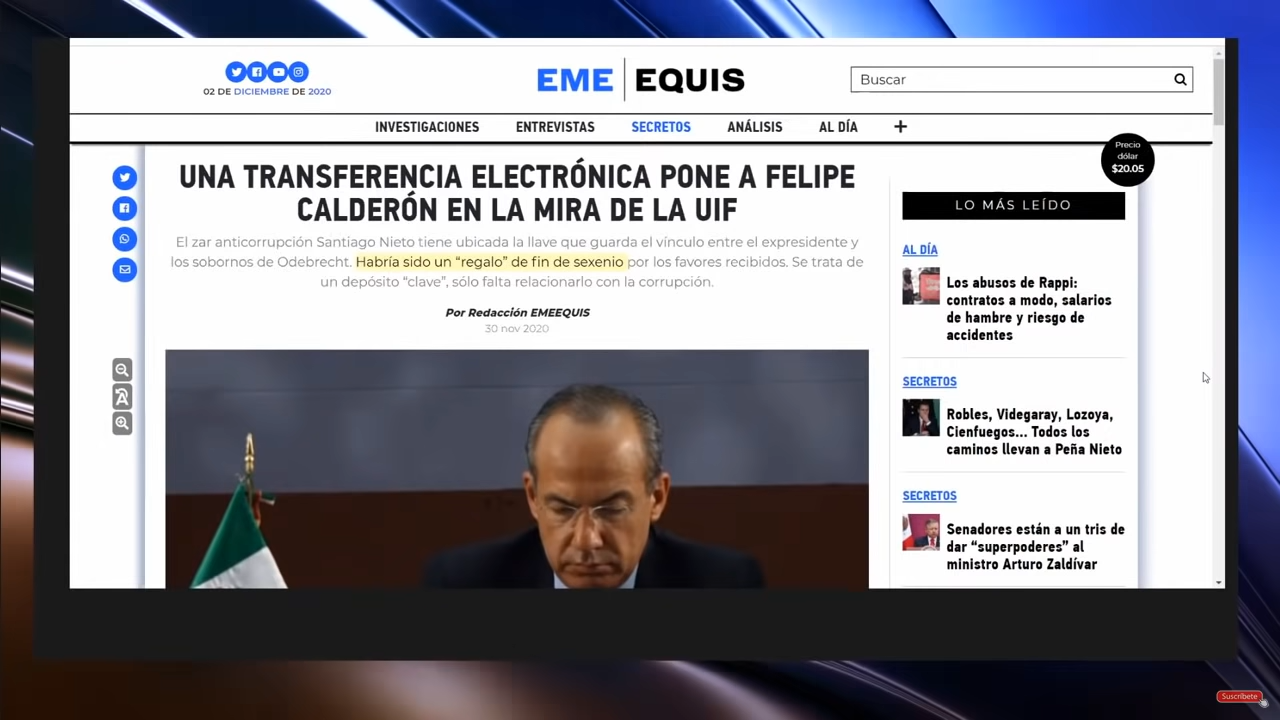 02 DE DICIEMBRE DE 2020
EME EQUIS
Buscar
INVESTIGACIONES ENTREVISTAS SECRETOS ANÁLISIS AL DÍA +
UNA TRANSFERENCIA ELECTRÓNICA PONE A FELIPE
CALDERÓN EN LA MIRA DE LA UIF
El zar anticorrupción Santiago Nieto tiene ubicada la llave que guarda el vínculo entre el expresidente y
los sobornos de Odebrecht. Habría sido un “regalo” de fin de sexenio por los favores recibidos. Se trata de
un depósito “clave”, sólo falta relacionarlo con la corrupción.
Por Redacción EMEEQUIS
30 nov 2020
Precio
dólar
$20.05
LO MÁS LEÍDO
AL DÍA
Los abusos de Rappi:
contratos a modo, salarios
de hambre y riesgo de
accidentes
SECRETOS
Robles, Videgaray, Lozoya,
Cienfuegos... Todos los
caminos llevan a Peña Nieto
SECRETOS
Senadores están a un tris de
dar “superpoderes” al
ministro Arturo Zaldívar
Suscríbete